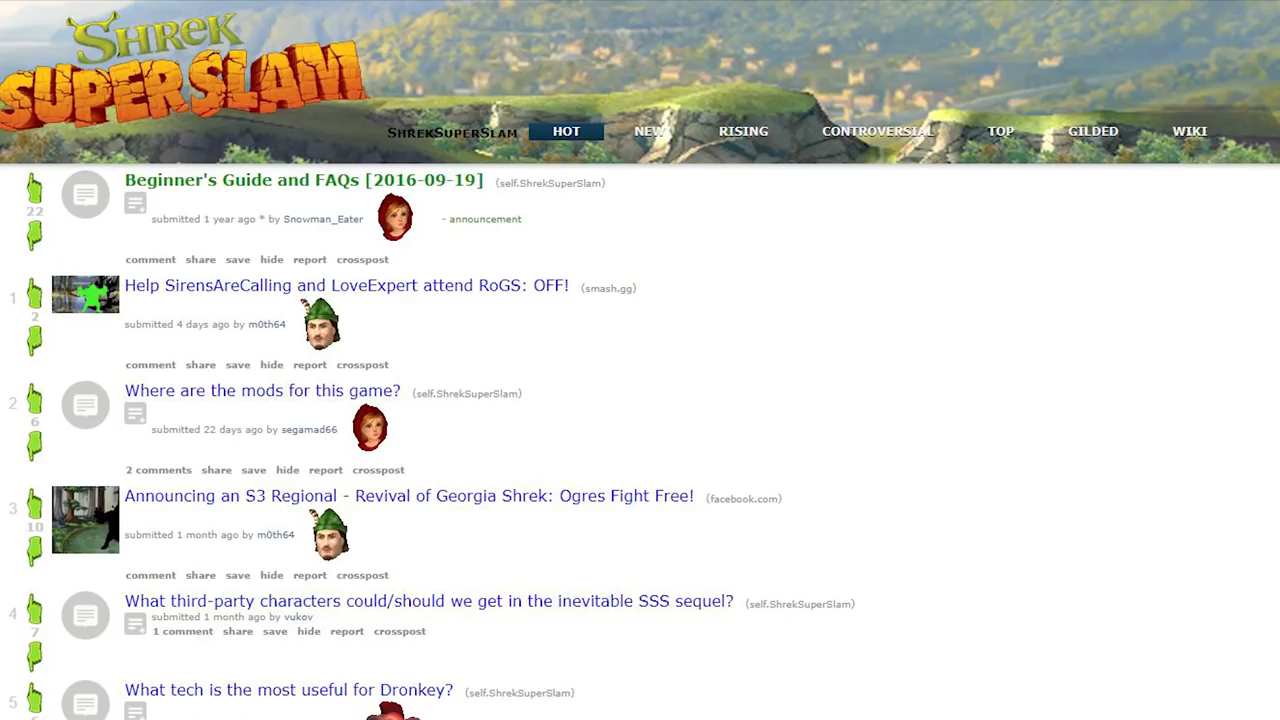 SHREK
SUPER SLAM
SHREKSUPERSLAM HOT NEW RISING CONTROVERSIAL TOP GILDED WIKI
Beginner's Guide and FAQs [2016-09-19] (self.ShrekSuperSlam)
22
submitted 1 year ago * by Snowman_Eater - announcement
comment share save hide report crosspost
Help SirensAreCalling and LoveExpert attend RoGS: OFF! (smash.gg)
1
2
submitted 4 days ago by m0th64
comment share save hide report crosspost
Where are the mods for this game? (self.ShrekSuperSlam)
2
6
submitted 22 days ago by segamad66
2 comments share save hide report crosspost
Announcing an S3 Regional - Revival of Georgia Shrek: Ogres Fight Free! (facebook.com)
3
10
submitted 1 month ago by m0th64
comment share save hide report crosspost
What third-party characters could/should we get in the inevitable SSS sequel? (self.ShrekSuperSlam)
4
submitted 1 month ago by vukov
7
1 comment share save hide report crosspost
What tech is the most useful for Dronkey? (self.ShrekSuperSlam)
5